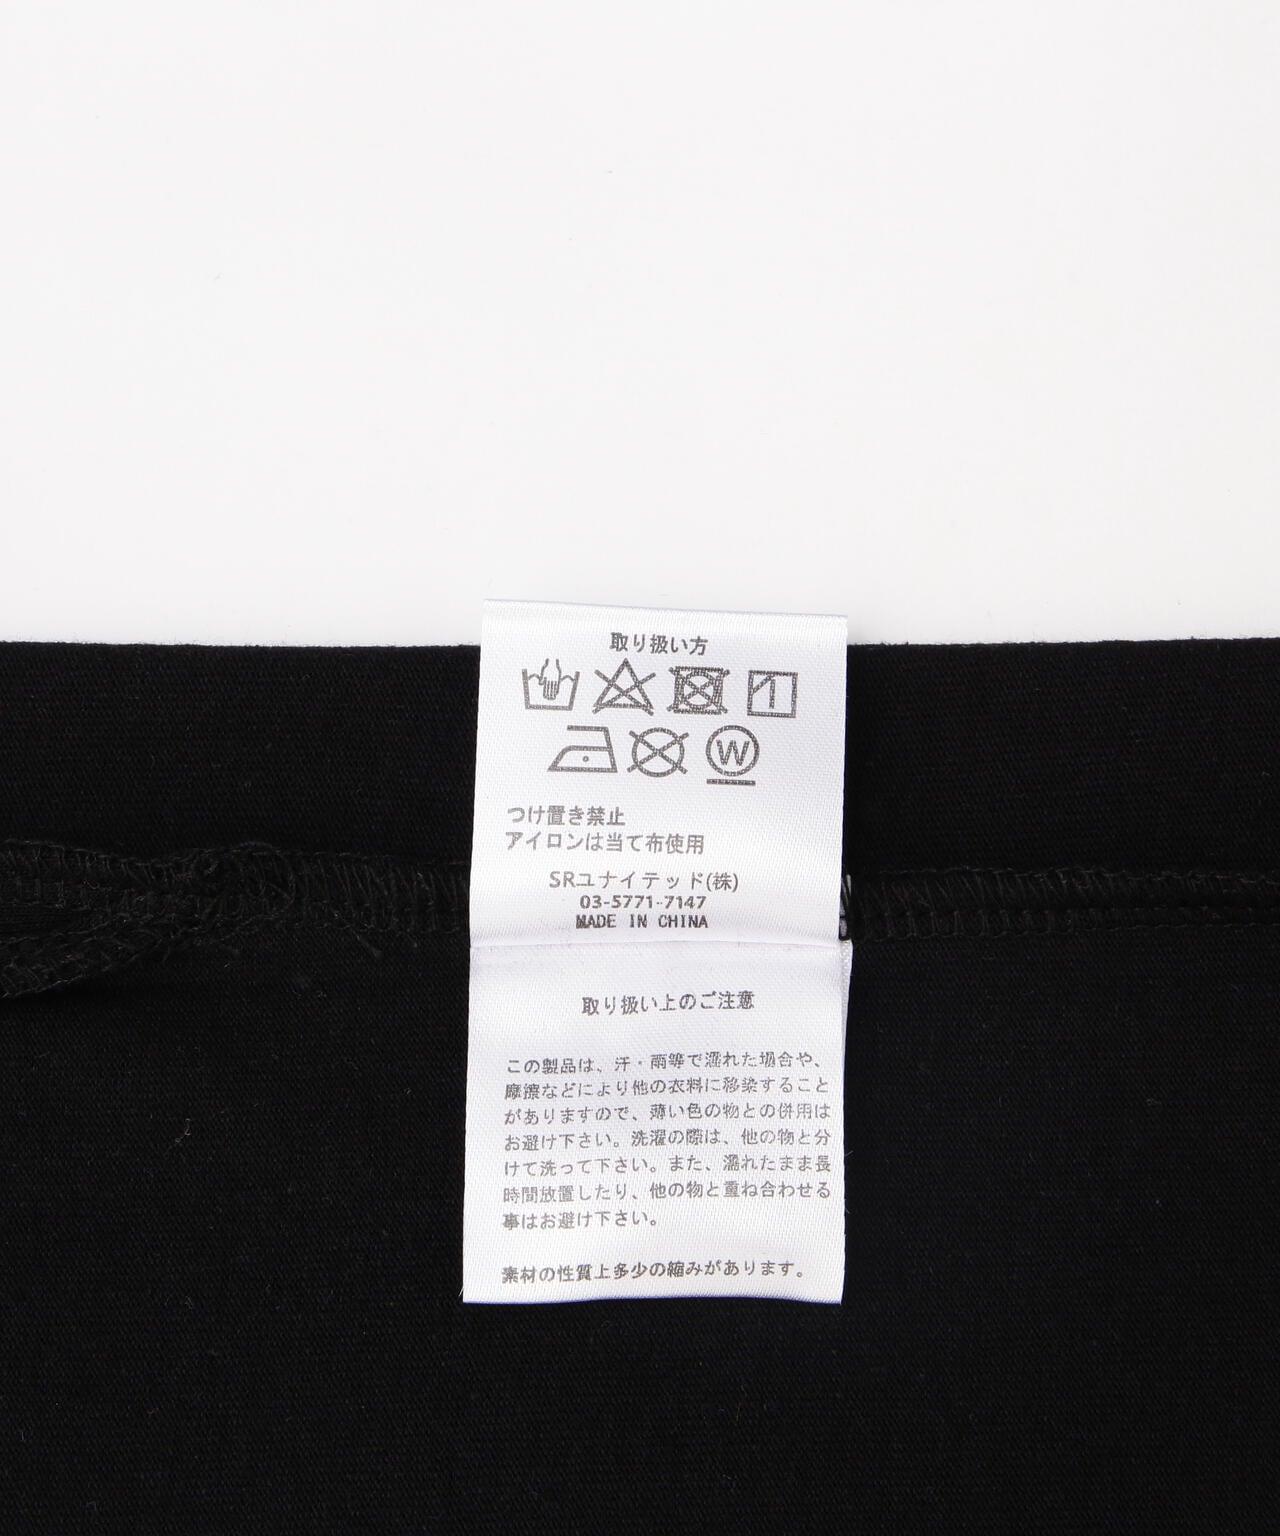 取り扱い方
W
つけ置き禁止
アイロンは当て布使用
SRユナイテッド(株)
03-5771-7147
MADE IN CHINA
取り扱い上のご注意
この製品は、汗・雨等で濡れた場合や、
摩擦などにより他の衣料に移染すること
がありますので、薄い色の物との併用は
お避け下さい。洗濯の際は、他の物と分
けて洗って下さい。また、濡れたまま長
時間放置したり、他の物と重ね合わせる
事はお避け下さい。
素材の性質上多少の縮みがあります。